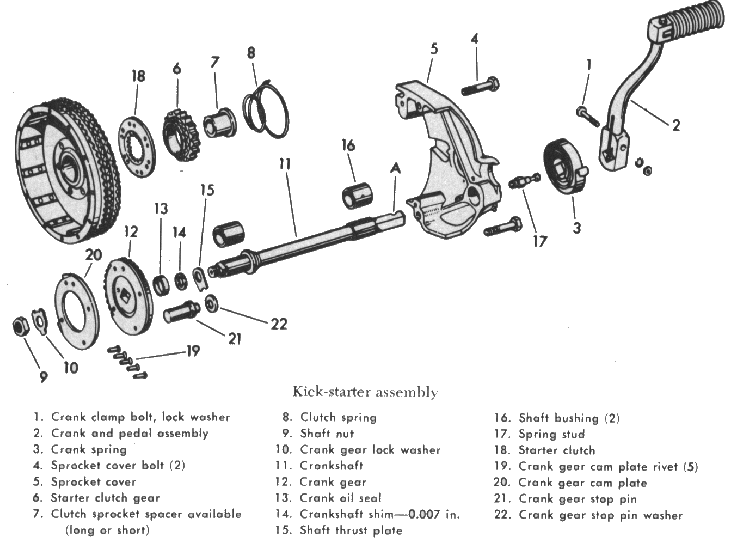 8
7
6
18
5
4
1
2
16
A
11
15
3
17
13
14
12
20
22
21
19
10
9
Kick-starter assembly
1. Crank clamp bolt, lock washer
2. Crank and pedal assembly
3. Crank spring
4. Sprocket cover bolt (2)
5. Sprocket cover
6. Starter clutch gear
7. Clutch sprocket spacer available
(long or short)
8. Clutch spring
9. Shaft nut
10. Crank gear lock washer
11. Crankshaft
12. Crank gear
13. Crank oil seal
14. Crankshaft shim—0.007 in.
15. Shaft thrust plate
16. Shaft bushing (2)
17. Spring stud
18. Starter clutch
19. Crank gear cam plate rivet (5)
20. Crank gear cam plate
21. Crank gear stop pin
22. Crank gear stop pin washer